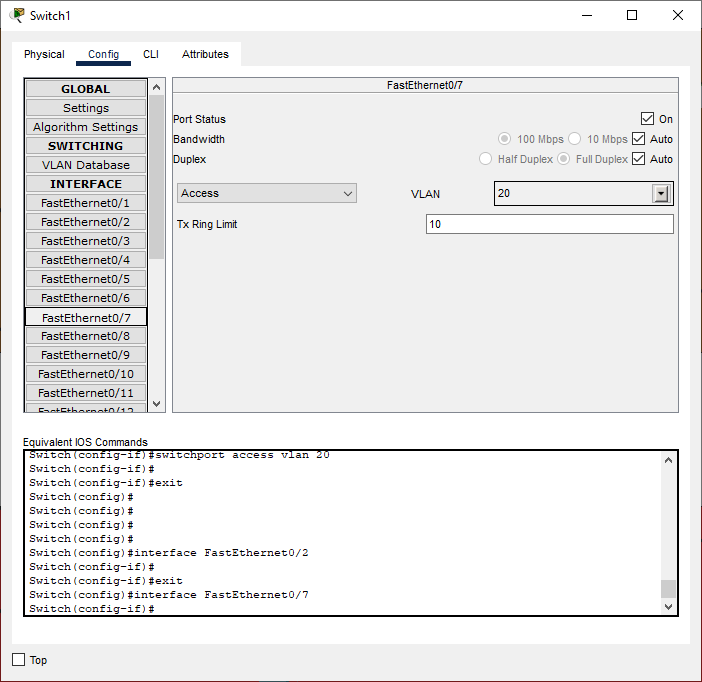 Switch1
Physical Config CLI Attributes
GLOBAL
Settings
Algorithm Settings
SWITCHING
VLAN Database
INTERFACE
FastEthernet0/1
FastEthernet0/2
FastEthernet0/3
FastEthernet0/4
FastEthernet0/5
FastEthernet0/6
FastEthernet0/7
FastEthernet0/8
FastEthernet0/9
FastEthernet0/10
FastEthernet0/11
FastEthernet0/12
FastEthernet0/7
Port Status On
Bandwidth 100 Mbps 10 Mbps Auto
Duplex Half Duplex Full Duplex Auto
Access VLAN 20
Tx Ring Limit 10
Equivalent IOS Commands
Switch(config-if)#switchport access vlan 20
Switch(config-if)#
Switch(config-if)#exit
Switch(config)#
Switch(config)#
Switch(config)#
Switch(config)#
Switch(config)#interface FastEthernet0/2
Switch(config-if)#
Switch(config-if)#exit
Switch(config)#interface FastEthernet0/7
Switch(config-if)#
Top